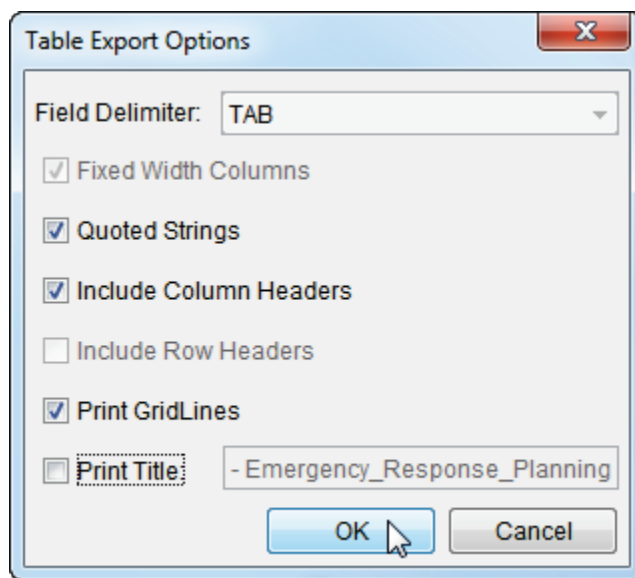 Table Export Options
Field Delimiter: TAB
Fixed Width Columns
Quoted Strings
Include Column Headers
Include Row Headers
Print GridLines
Print Title: - Emergency_Response_Planning
OK Cancel